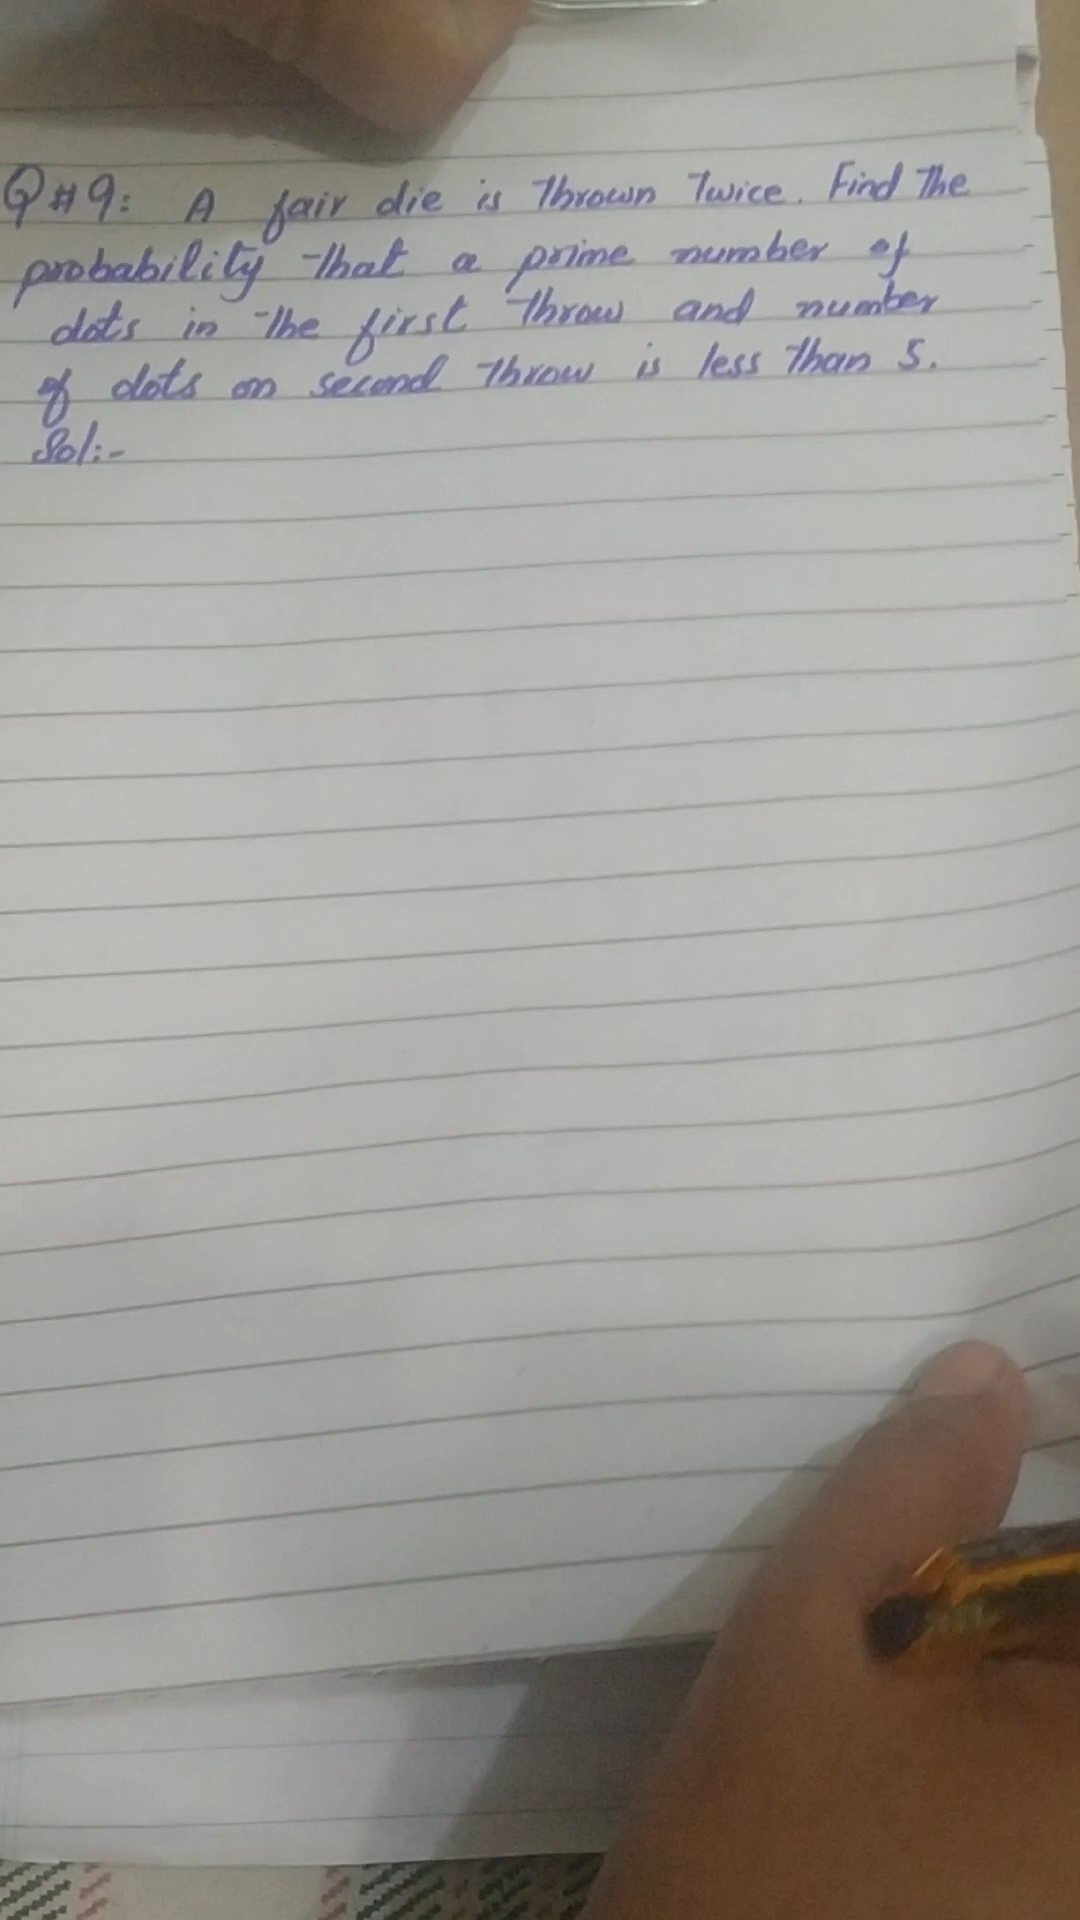 Q#9: A fair die is thrown twice. Find the
probability that a prime number of
dots in the first throw and number
of dots on second throw is less than 5.
Sol:-